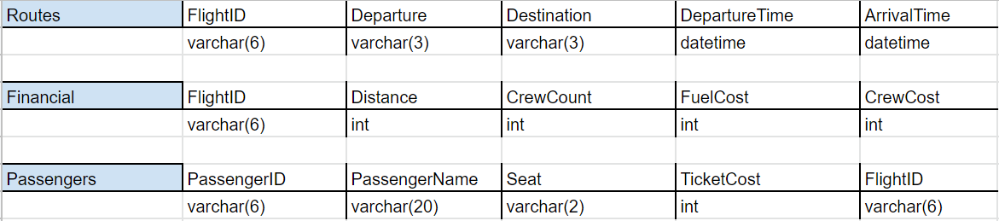 Routes FlightID Departure Destination DepartureTime ArrivalTime
varchar(6) varchar(3) varchar(3) datetime datetime
Financial FlightID Distance CrewCount FuelCost CrewCost
varchar(6) int int int int
Passengers PassengerID PassengerName Seat TicketCost FlightID
varchar(6) varchar(20) varchar(2) int varchar(6)